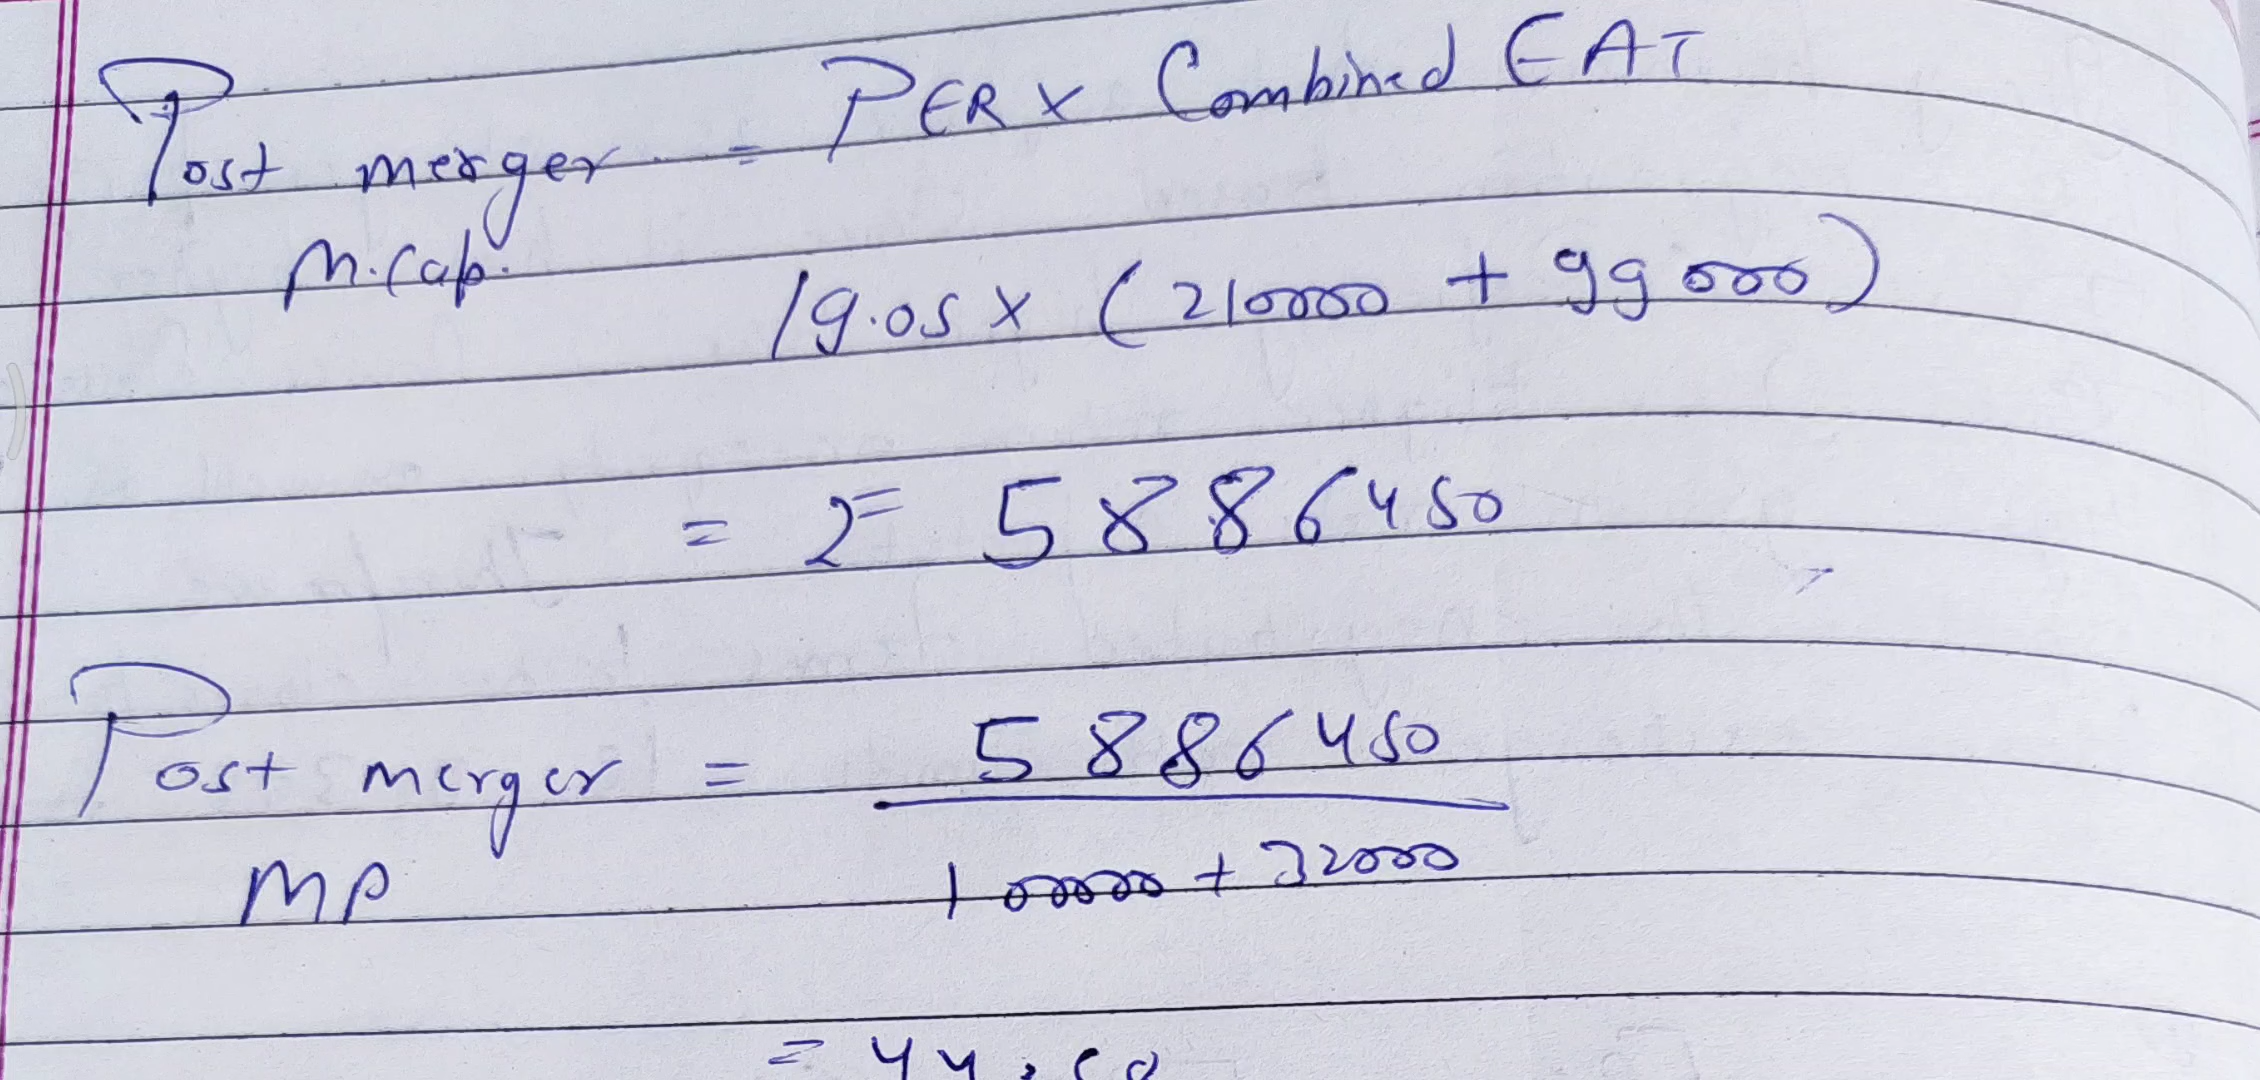 Post merger = PER x Combined EAT
M.Cap.
19.05 x (210000 + 99000)
= ₹ 5886450
Post merger = 5886450
MP 100000 + 32000
= 44.